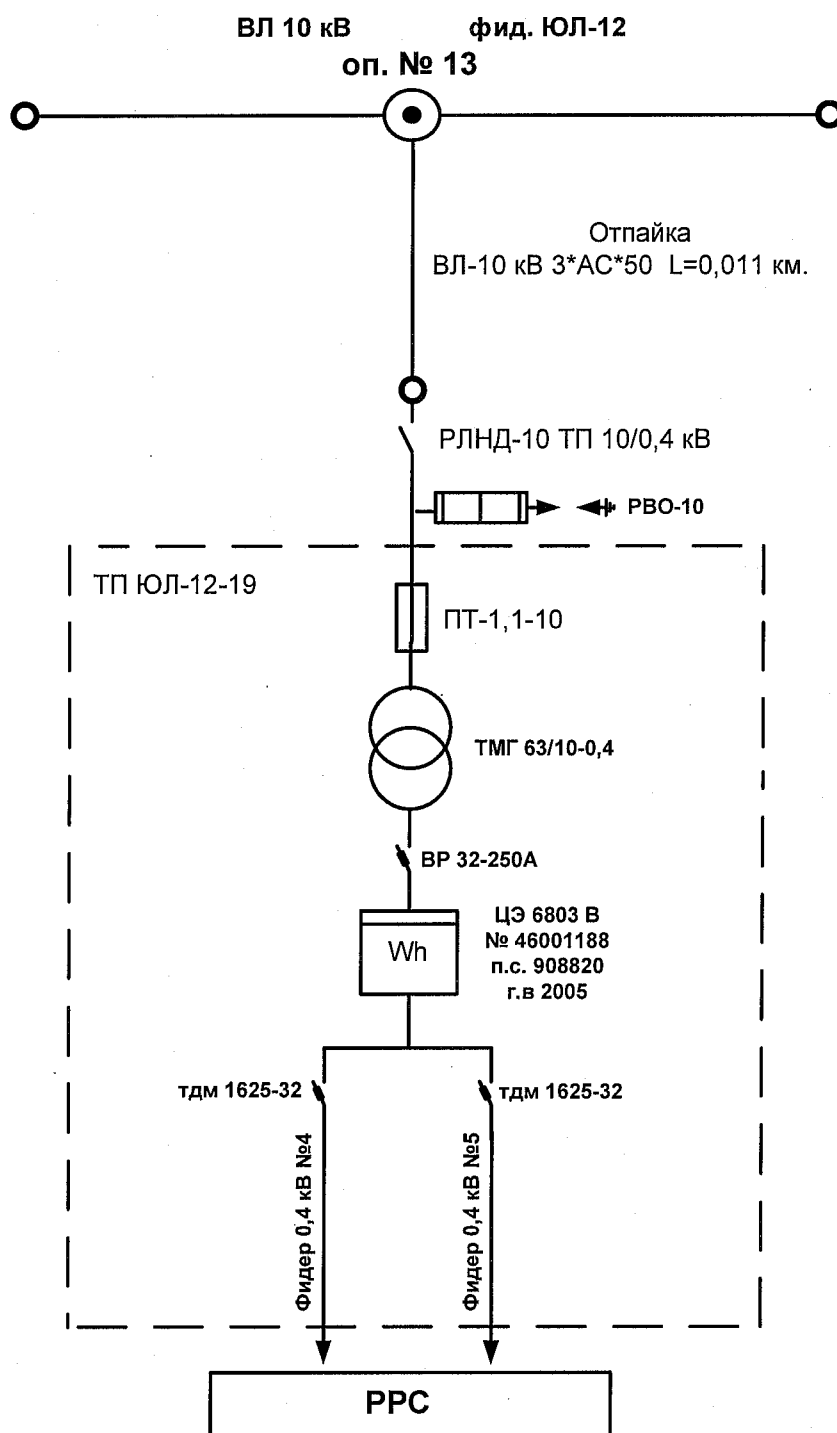 ВЛ 10 кВ фид. ЮЛ-12
оп. № 13
Отпайка
ВЛ-10 кВ 3*АС*50 L=0,011 км.
РЛНД-10 ТП 10/0,4 кВ
РВО-10
ТП ЮЛ-12-19
ПТ-1,1-10
ТМГ 63/10-0,4
ВР 32-250А
ЦЭ 6803 В
№ 46001188
п.с. 908820
г.в 2005
Wh
тдм 1625-32
тдм 1625-32
Фидер 0,4 кВ №4
Фидер 0,4 кВ №5
РРС